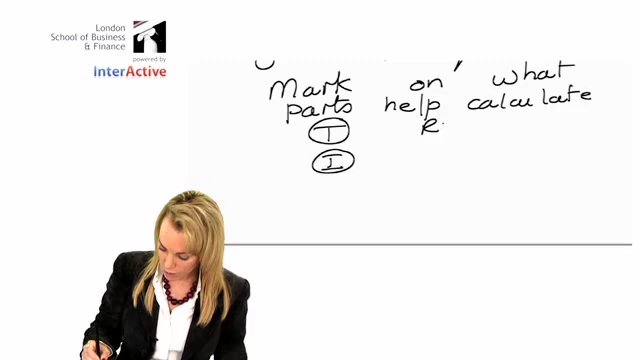 London
School of Business
& Finance
powered by
InterActive
Mark on what
parts help calculate
T R.
I